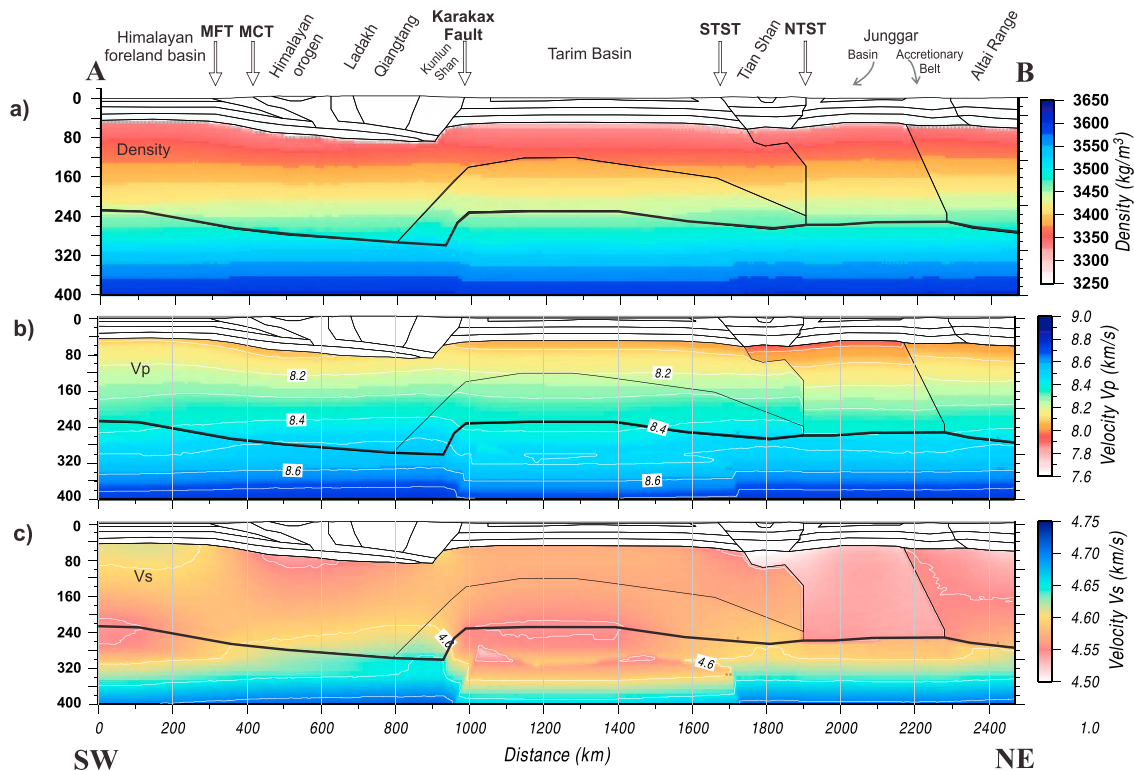 Himalayan
foreland basin
MFT
MCT
Himalayan
orogen
Ladakh
Qiangtang
Kunlun
Shan
Karakax
Fault
Tarim Basin
STST
Tian Shan
NTST
Junggar
Basin
Accretionary
Belt
Altai Range
A
B
a)
0
80
160
240
320
400
Density
3650
3600
3550
3500
3450
3400
3350
3300
3250
Density (kg/m³)
b)
0
80
160
240
320
400
Vp
8.2
8.2
8.4
8.4
8.6
8.6
9.0
8.8
8.6
8.4
8.2
8.0
7.8
7.6
Velocity Vp (km/s)
c)
0
80
160
240
320
400
Vs
4.6
4.6
4.75
4.70
4.65
4.60
4.55
4.50
Velocity Vs (km/s)
0 200 400 600 800 1000 1200 1400 1600 1800 2000 2200 2400 1.0
SW
Distance (km)
NE